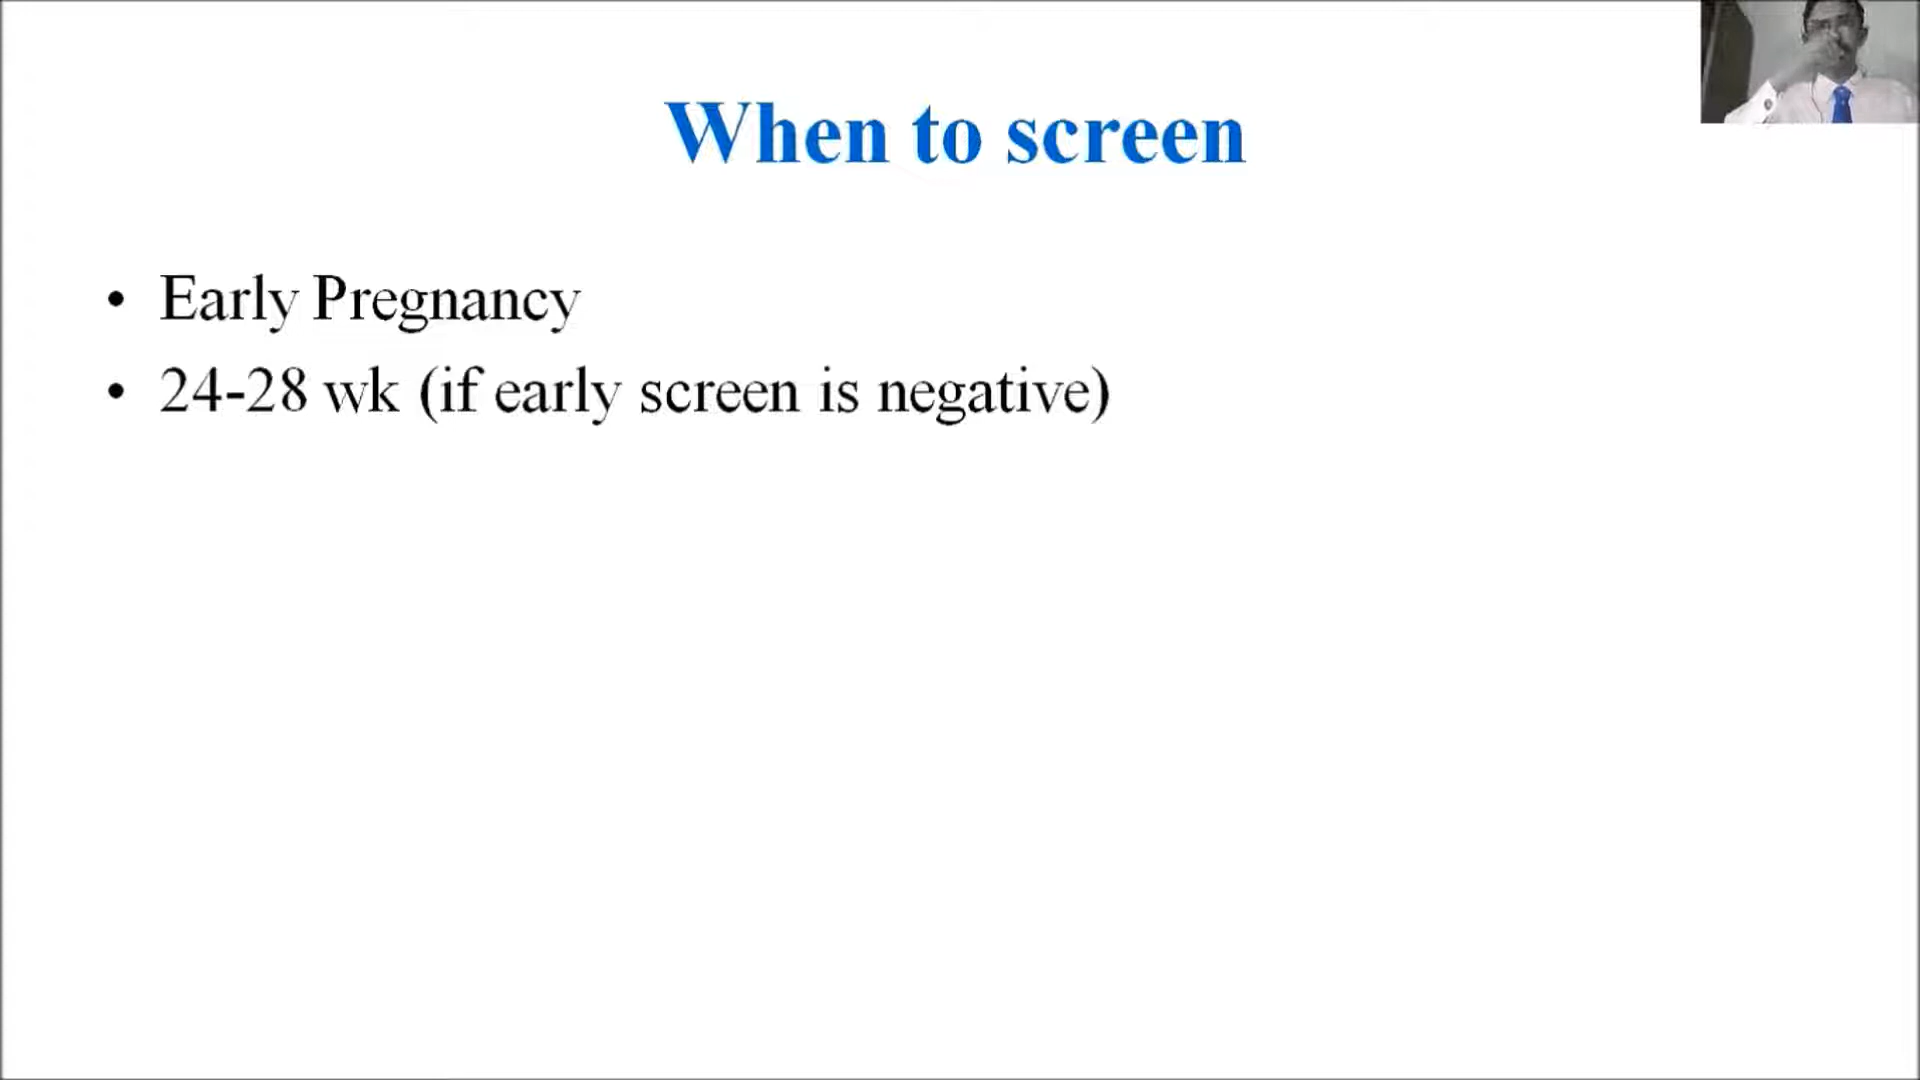 When to screen
• Early Pregnancy
• 24-28 wk (if early screen is negative)